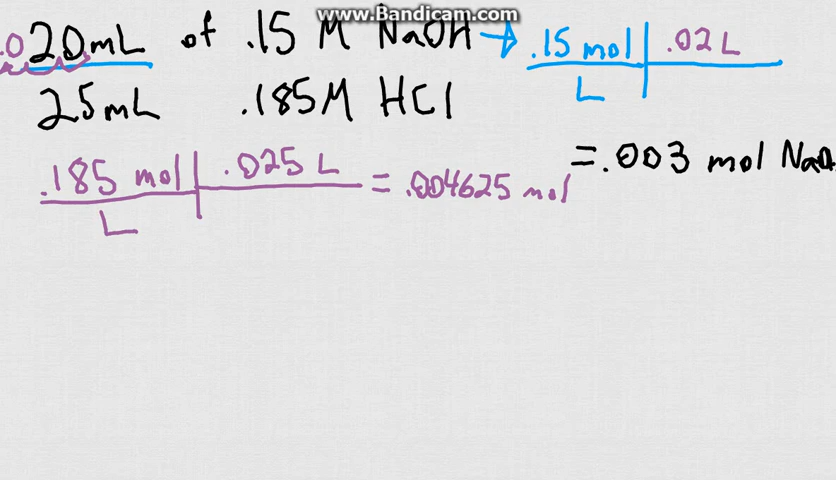 www.Bandicam.com
.020mL of .15 M NaOH → .15 mol | .02 L
L
25mL .185M HCl
= .003 mol NaO
.185 mol | .025 L = .004625 mol
L